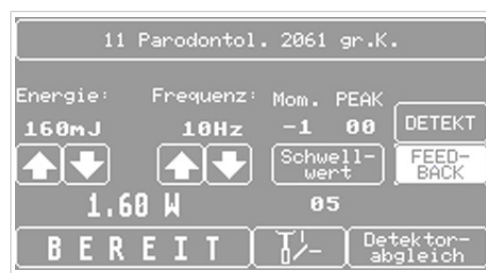 11 Parodontol. 2061 gr.K.
Energie: Frequenz: Mom. PEAK
160mJ 10Hz -1 00 DETEKT
Schwell-
wert
FEED-
BACK
1.60 W 05
BEREIT
Detektor-
abgleich